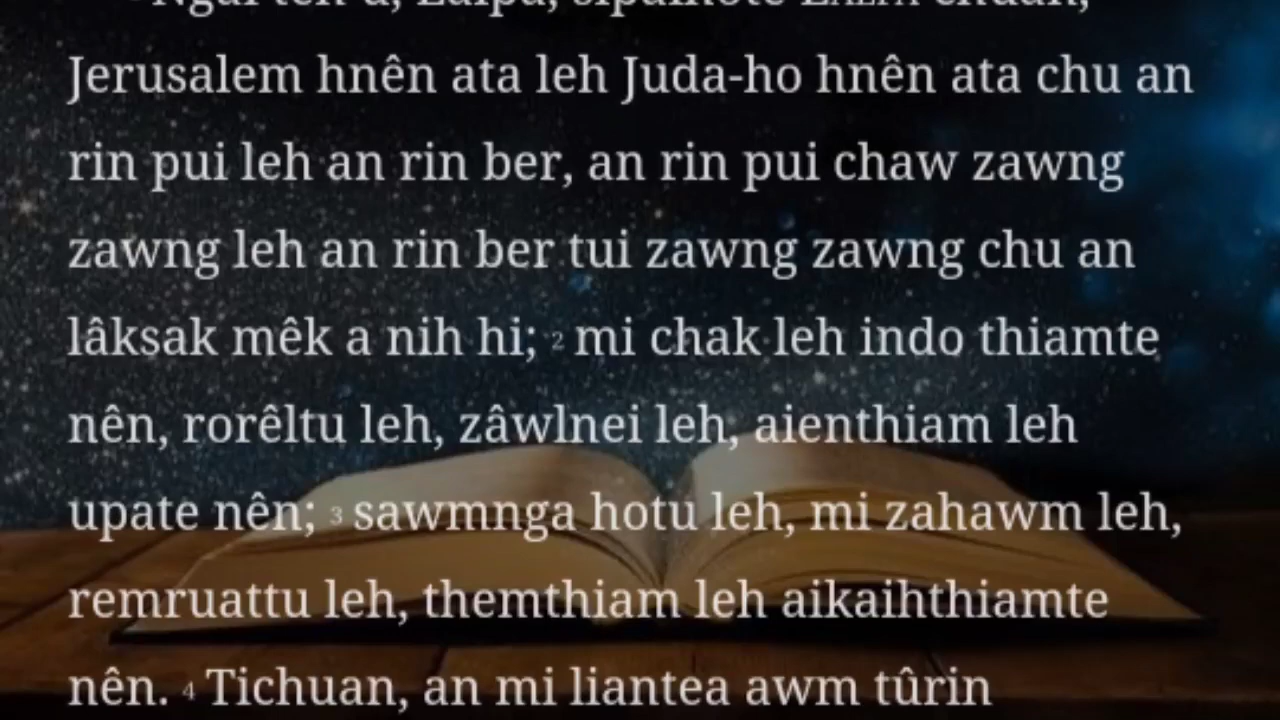 Jerusalem hnên ata leh Juda-ho hnên ata chu an
rin pui leh an rin ber, an rin pui chaw zawng
zawng leh an rin ber tui zawng zawng chu an
lâksak mêk a nih hi; 2 mi chak leh indo thiamte
nên, rorêltu leh, zâwlnei leh, aienthiam leh
upate nên; 3 sawmnga hotu leh, mi zahawm leh,
remruattu leh, themthiam leh aikaihthiamte
nên. 4 Tichuan, an mi liantea awm tûrin